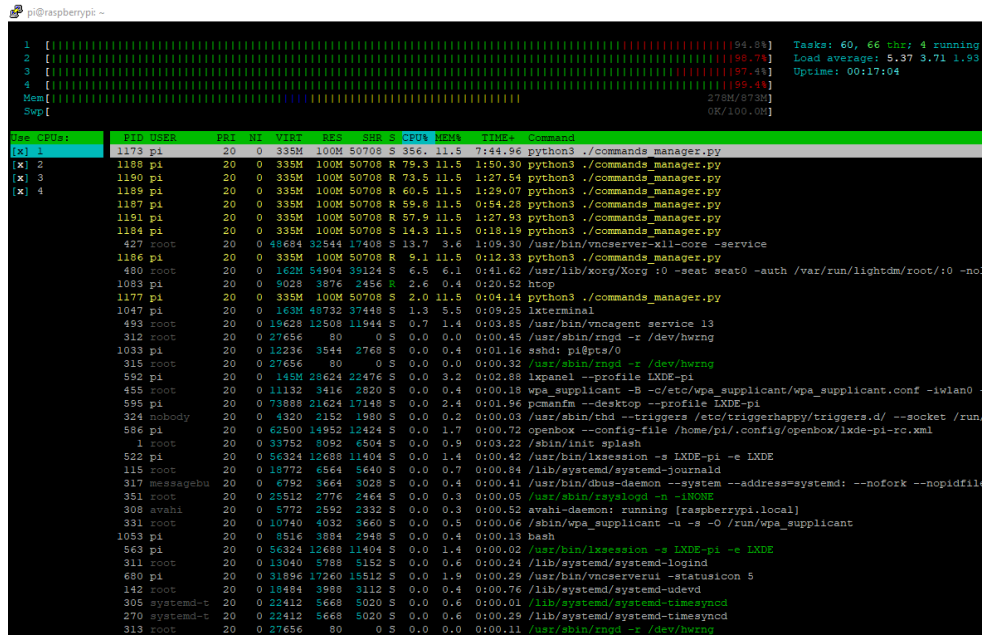 pi@raspberrypi: ~
1 [||||||||||||||||||||||||||||||||||||||||||||||||||||||||||||||||||||||||||||||||||||||||||||||||||||||94.8%] Tasks: 60, 66 thr; 4 running
2 [||||||||||||||||||||||||||||||||||||||||||||||||||||||||||||||||||||||||||||||||||||||||||||||||||||||98.7%] Load average: 5.37 3.71 1.93
3 [||||||||||||||||||||||||||||||||||||||||||||||||||||||||||||||||||||||||||||||||||||||||||||||||||||||97.4%] Uptime: 00:17:04
4 [||||||||||||||||||||||||||||||||||||||||||||||||||||||||||||||||||||||||||||||||||||||||||||||||||||||99.4%]
Mem[||||||||||||||||||||||||||||||||||||||||||||||||||||||||||||||||||||||| 278M/873M]
Swp[ 0K/100.0M]
Use CPUs: PID USER PRI NI VIRT RES SHR S CPU% MEM% TIME+ Command
[x] 1 1173 pi 20 0 335M 100M 50708 S 356. 11.5 7:44.96 python3 ./commands_manager.py
[x] 2 1188 pi 20 0 335M 100M 50708 R 79.3 11.5 1:50.30 python3 ./commands_manager.py
[x] 3 1190 pi 20 0 335M 100M 50708 R 73.5 11.5 1:27.54 python3 ./commands_manager.py
[x] 4 1189 pi 20 0 335M 100M 50708 R 60.5 11.5 1:29.07 python3 ./commands_manager.py
1187 pi 20 0 335M 100M 50708 R 59.8 11.5 0:54.28 python3 ./commands_manager.py
1191 pi 20 0 335M 100M 50708 R 57.9 11.5 1:27.93 python3 ./commands_manager.py
1184 pi 20 0 335M 100M 50708 S 14.3 11.5 0:18.19 python3 ./commands_manager.py
427 root 20 0 48684 32544 17408 S 13.7 3.6 1:09.30 /usr/bin/vncserver-x11-core -service
1186 pi 20 0 335M 100M 50708 R 9.1 11.5 0:12.33 python3 ./commands_manager.py
480 root 20 0 162M 54904 39124 S 6.5 6.1 0:41.62 /usr/lib/xorg/Xorg :0 -seat seat0 -auth /var/run/lightdm/root/:0 -nol
1083 pi 20 0 9028 3876 2456 R 2.6 0.4 0:20.52 htop
1177 pi 20 0 335M 100M 50708 S 2.0 11.5 0:04.14 python3 ./commands_manager.py
1047 pi 20 0 163M 48732 37448 S 1.3 5.5 0:09.25 lxterminal
493 root 20 0 19628 12508 11944 S 0.7 1.4 0:03.85 /usr/bin/vncagent service 13
312 root 20 0 27656 80 0 S 0.0 0.0 0:00.45 /usr/sbin/rngd -r /dev/hwrng
1033 pi 20 0 12236 3544 2768 S 0.0 0.4 0:01.16 sshd: pi@pts/0
315 root 20 0 27656 80 0 S 0.0 0.0 0:00.32 /usr/sbin/rngd -r /dev/hwrng
592 pi 20 0 145M 28624 22476 S 0.0 3.2 0:02.88 lxpanel --profile LXDE-pi
455 root 20 0 11132 3416 2820 S 0.0 0.4 0:00.18 wpa_supplicant -B -c/etc/wpa_supplicant/wpa_supplicant.conf -iwlan0 -
595 pi 20 0 73888 21624 17148 S 0.0 2.4 0:01.96 pcmanfm --desktop --profile LXDE-pi
324 nobody 20 0 4320 2152 1980 S 0.0 0.2 0:00.03 /usr/sbin/thd --triggers /etc/triggerhappy/triggers.d/ --socket /run/
586 pi 20 0 62500 14952 12424 S 0.0 1.7 0:00.72 openbox --config-file /home/pi/.config/openbox/lxde-pi-rc.xml
1 root 20 0 33752 8092 6504 S 0.0 0.9 0:03.22 /sbin/init splash
522 pi 20 0 56324 12688 11404 S 0.0 1.4 0:00.42 /usr/bin/lxsession -s LXDE-pi -e LXDE
115 root 20 0 18772 6564 5640 S 0.0 0.7 0:00.84 /lib/systemd/systemd-journald
317 messagebu 20 0 6792 3664 3028 S 0.0 0.4 0:00.41 /usr/bin/dbus-daemon --system --address=systemd: --nofork --nopidfile
351 root 20 0 25512 2776 2464 S 0.0 0.3 0:00.05 /usr/sbin/rsyslogd -n -iNONE
308 avahi 20 0 5772 2592 2332 S 0.0 0.3 0:00.52 avahi-daemon: running [raspberrypi.local]
331 root 20 0 10740 4032 3660 S 0.0 0.5 0:00.06 /sbin/wpa_supplicant -u -s -O /run/wpa_supplicant
1053 pi 20 0 8516 3884 2948 S 0.0 0.4 0:00.13 bash
563 pi 20 0 56324 12688 11404 S 0.0 1.4 0:00.02 /usr/bin/lxsession -s LXDE-pi -e LXDE
311 root 20 0 13040 5788 5152 S 0.0 0.6 0:00.24 /lib/systemd/systemd-logind
680 pi 20 0 31896 17260 15512 S 0.0 1.9 0:00.29 /usr/bin/vncserverui -statusicon 5
142 root 20 0 18484 3988 3112 S 0.0 0.4 0:00.76 /lib/systemd/systemd-udevd
305 systemd-t 20 0 22412 5668 5020 S 0.0 0.6 0:00.01 /lib/systemd/systemd-timesyncd
270 systemd-t 20 0 22412 5668 5020 S 0.0 0.6 0:00.29 /lib/systemd/systemd-timesyncd
313 root 20 0 27656 80 0 S 0.0 0.0 0:00.11 /usr/sbin/rngd -r /dev/hwrng